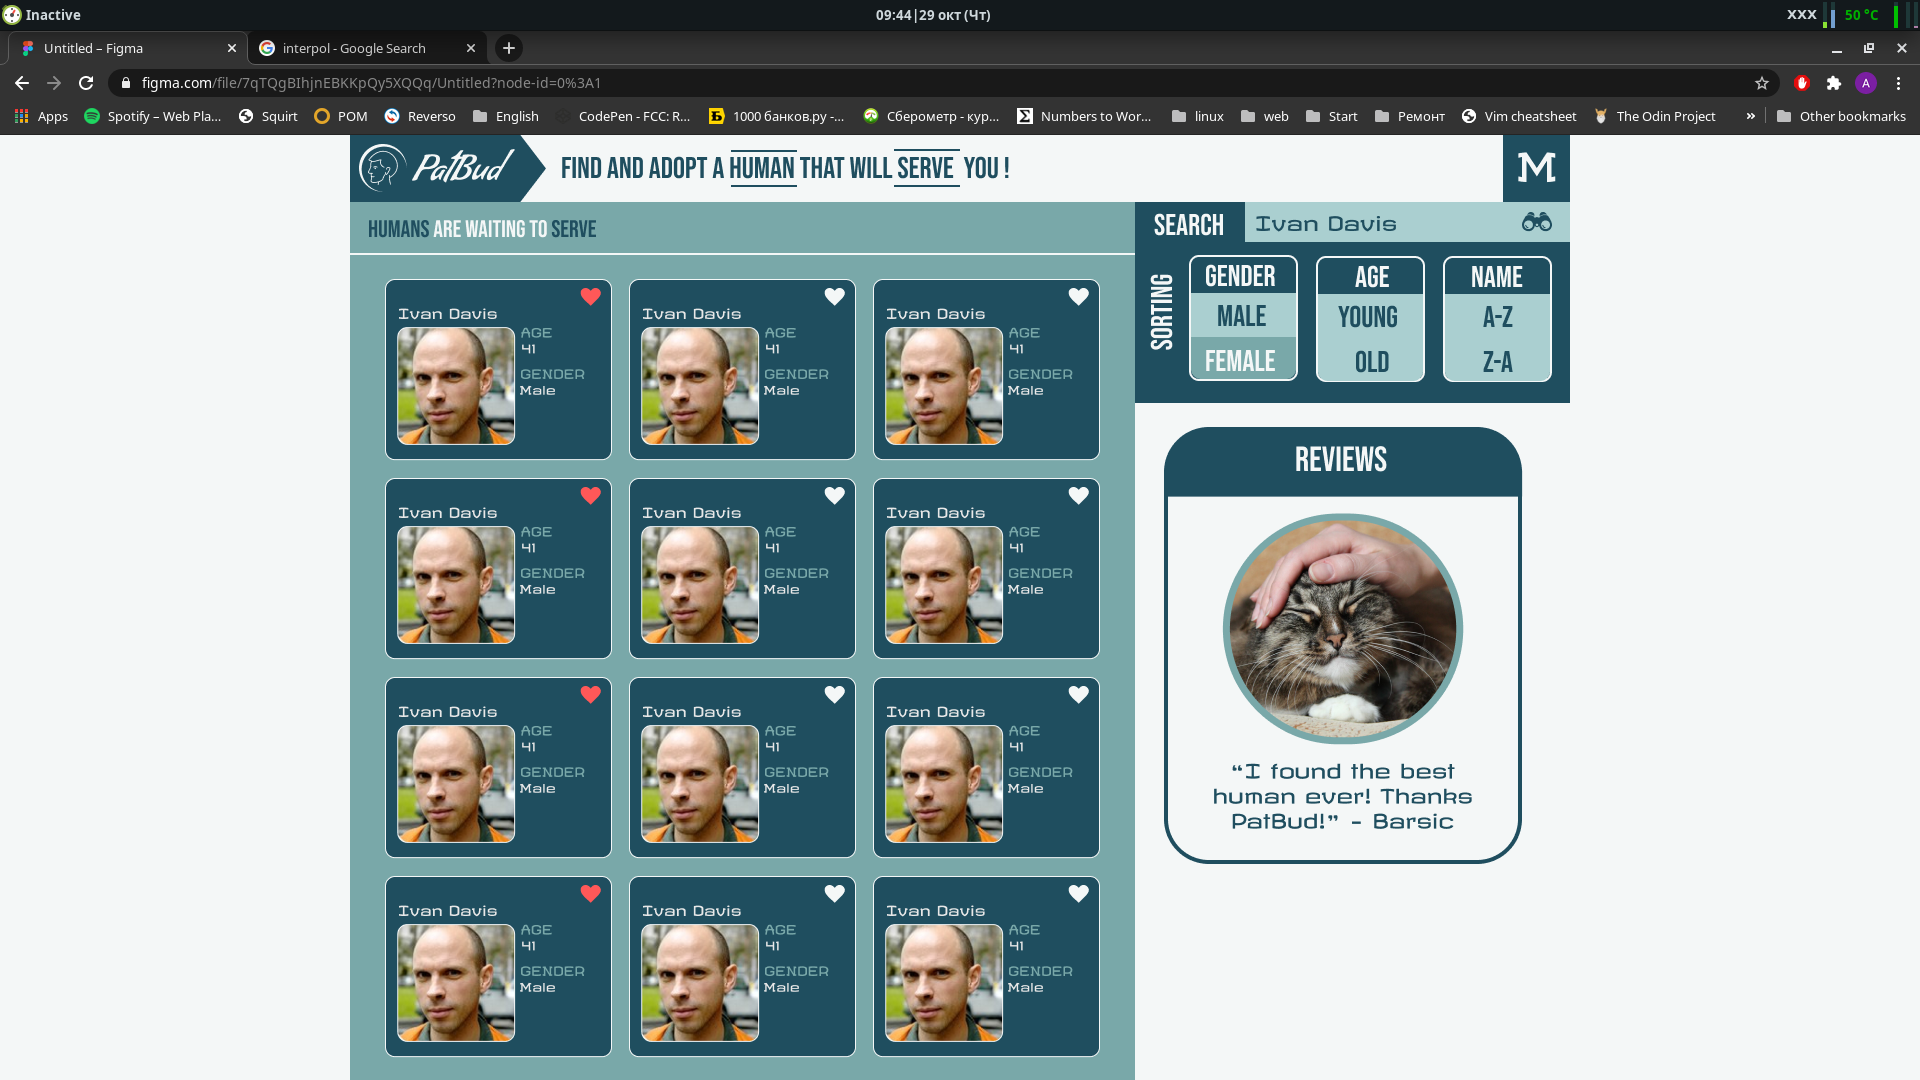 Inactive
09:44|29 окт (Чт)
XXX
50 °C
Untitled – Figma
interpol - Google Search
figma.com/file/7qTQgBIhjnEBKKpQy5XQQq/Untitled?node-id=0%3A1
A
Apps
Spotify – Web Pla...
Squirt
POM
Reverso
English
CodePen - FCC: R...
1000 банков.ру -...
Сберометр - кур...
Numbers to Wor...
linux
web
Start
Ремонт
Vim cheatsheet
The Odin Project
»
Other bookmarks
PatBud
FIND AND ADOPT A HUMAN THAT WILL SERVE YOU !
M
HUMANS ARE WAITING TO SERVE
Ivan Davis
AGE
41
GENDER
Male
Ivan Davis
AGE
41
GENDER
Male
Ivan Davis
AGE
41
GENDER
Male
Ivan Davis
AGE
41
GENDER
Male
Ivan Davis
AGE
41
GENDER
Male
Ivan Davis
AGE
41
GENDER
Male
Ivan Davis
AGE
41
GENDER
Male
Ivan Davis
AGE
41
GENDER
Male
Ivan Davis
AGE
41
GENDER
Male
Ivan Davis
AGE
41
GENDER
Male
Ivan Davis
AGE
41
GENDER
Male
Ivan Davis
AGE
41
GENDER
Male
SEARCH
Ivan Davis
SORTING
GENDER
MALE
FEMALE
AGE
YOUNG
OLD
NAME
A-Z
Z-A
REVIEWS
“I found the best
human ever! Thanks
PatBud!” - Barsic